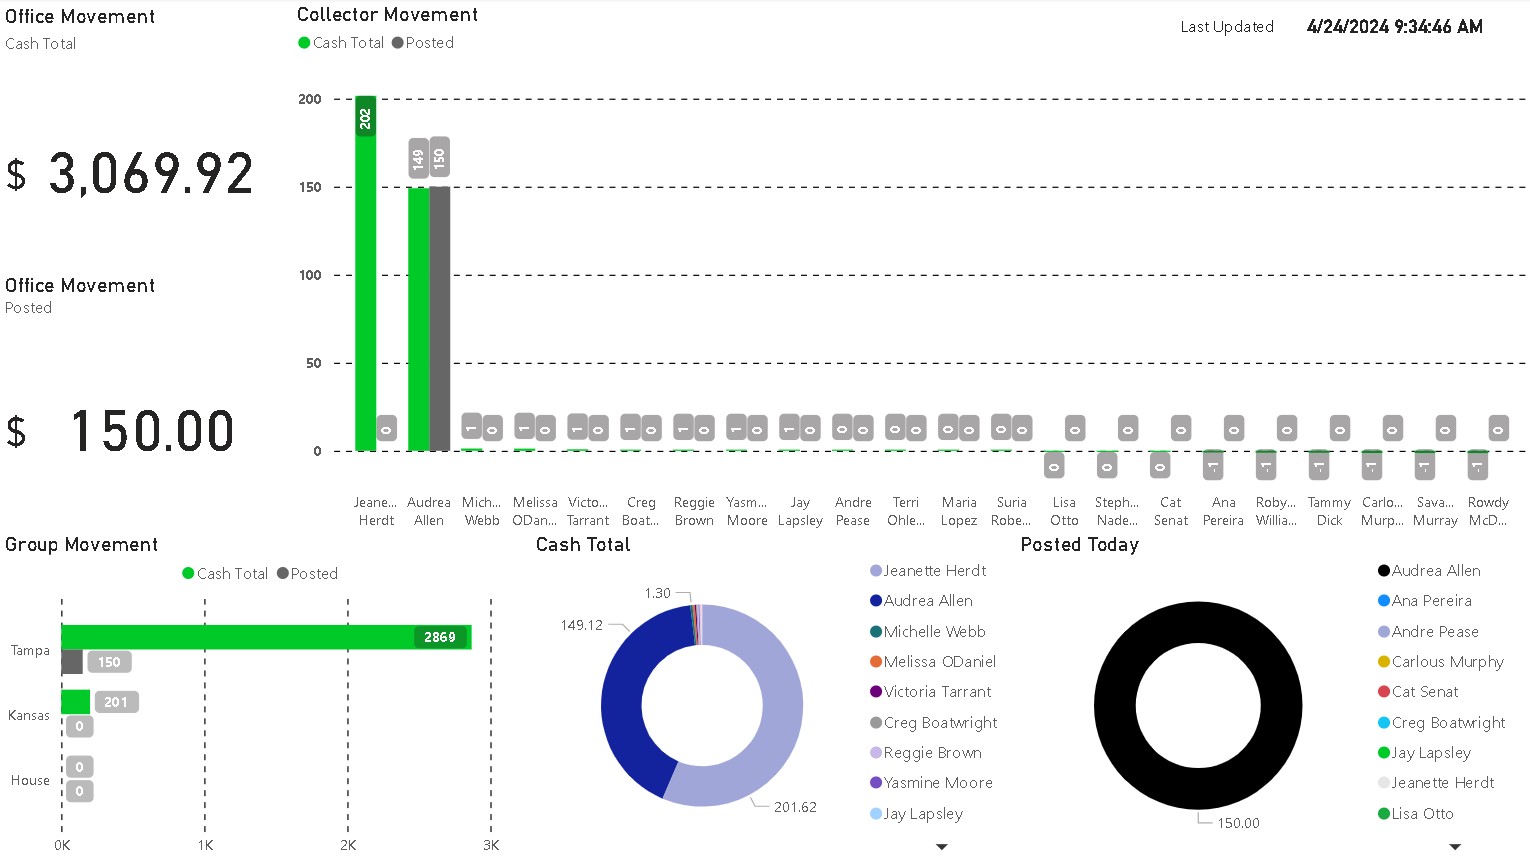 Office Movement
Cash Total
$ 3,069.92
Office Movement
Posted
$ 150.00
Collector Movement
Cash Total Posted
Last Updated 4/24/2024 9:34:46 AM
200
150
100
50
0
202 0 149 150 1 0 1 0 1 0 1 0 1 0 1 0 1 0 0 0 0 0 0 0 0 0 0 0 0 0 0 0 0 0 0 0 0 0
0 0 0 -1 -1 -1 -1 -1 -1
Jeane... Audrea Mich... Melissa Victo... Creg Reggie Yasm... Jay Andre Terri Maria Suria Lisa Steph... Cat Ana Roby... Tammy Carlo... Sava... Rowdy
Herdt Allen Webb ODan... Tarrant Boat... Brown Moore Lapsley Pease Ohle... Lopez Robe... Otto Nade... Senat Pereira Willia... Dick Murp... Murray McD...
Group Movement
Cash Total Posted
Tampa
2869
150
Kansas
201
0
House
0
0
0K 1K 2K 3K
Cash Total
1.30
149.12
201.62
Jeanette Herdt
Audrea Allen
Michelle Webb
Melissa ODaniel
Victoria Tarrant
Creg Boatwright
Reggie Brown
Yasmine Moore
Jay Lapsley
Posted Today
150.00
Audrea Allen
Ana Pereira
Andre Pease
Carlous Murphy
Cat Senat
Creg Boatwright
Jay Lapsley
Jeanette Herdt
Lisa Otto